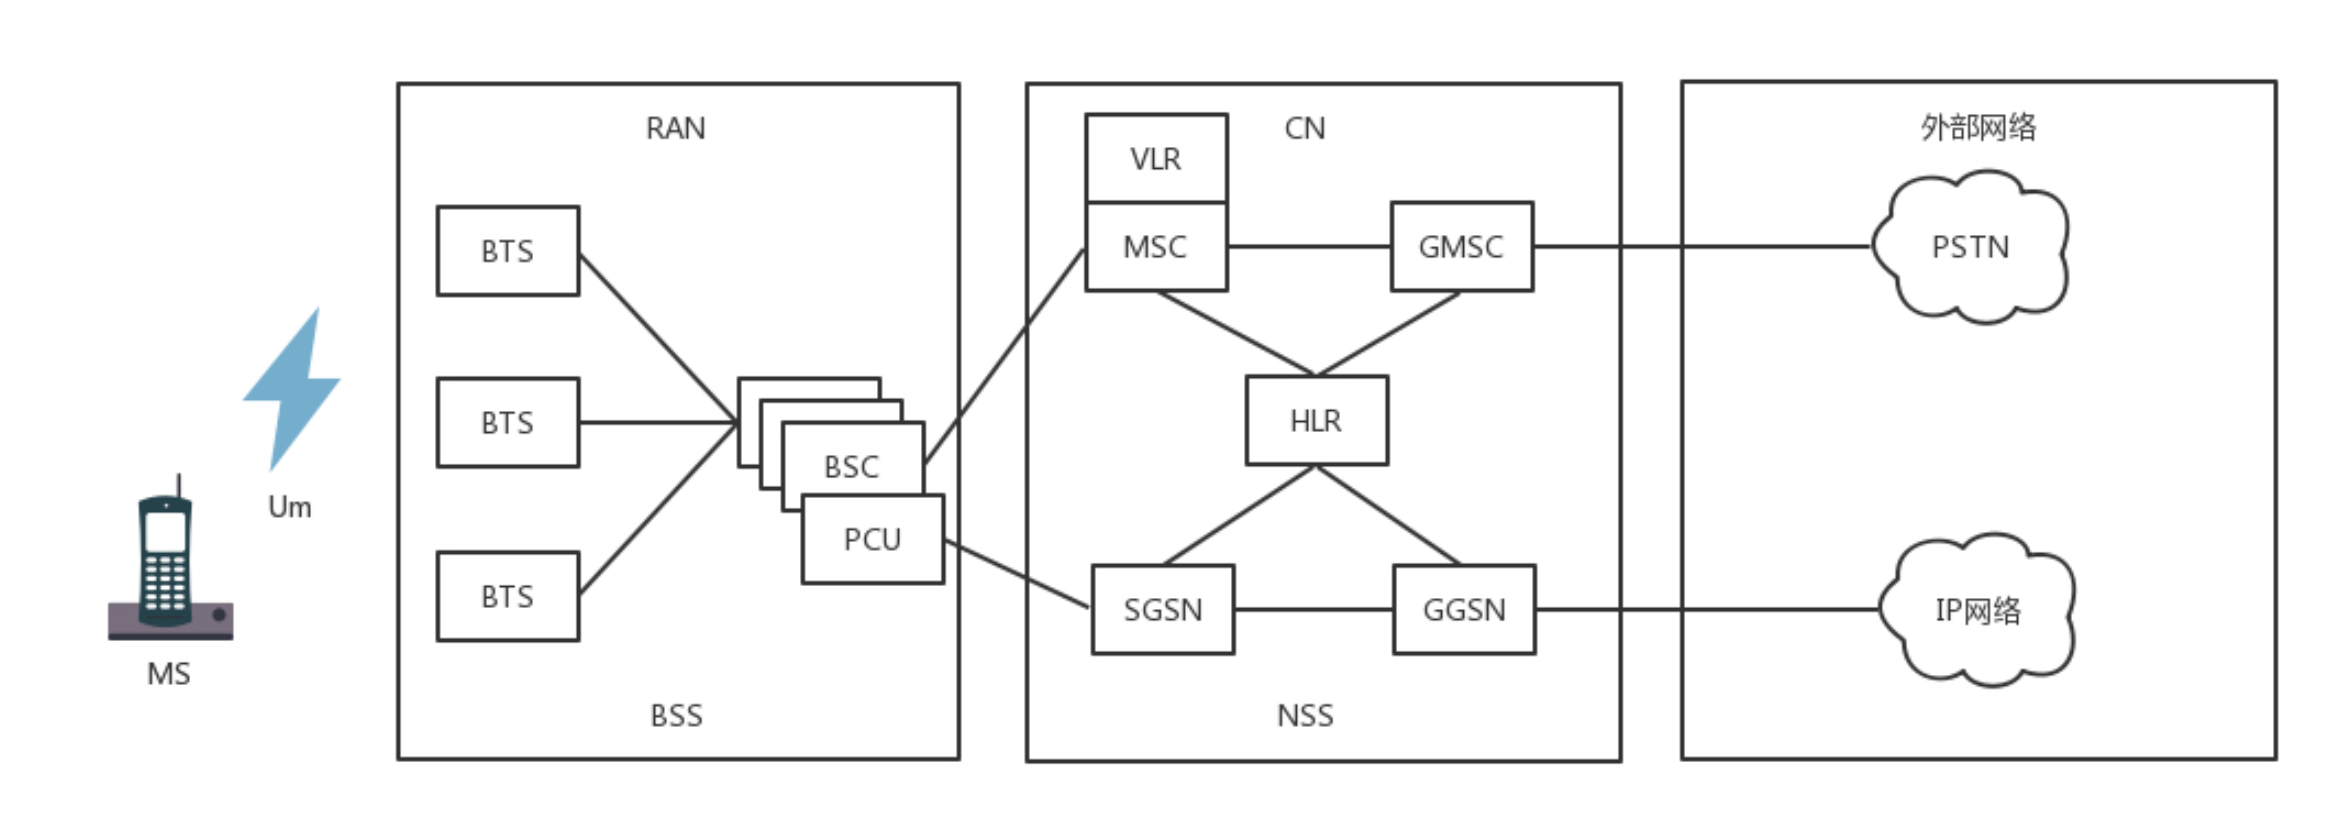 MS
Um
RAN
BTS
BTS
BTS
BSC
PCU
BSS
CN
VLR
MSC
GMSC
HLR
SGSN
GGSN
NSS
外部网络
PSTN
IP网络